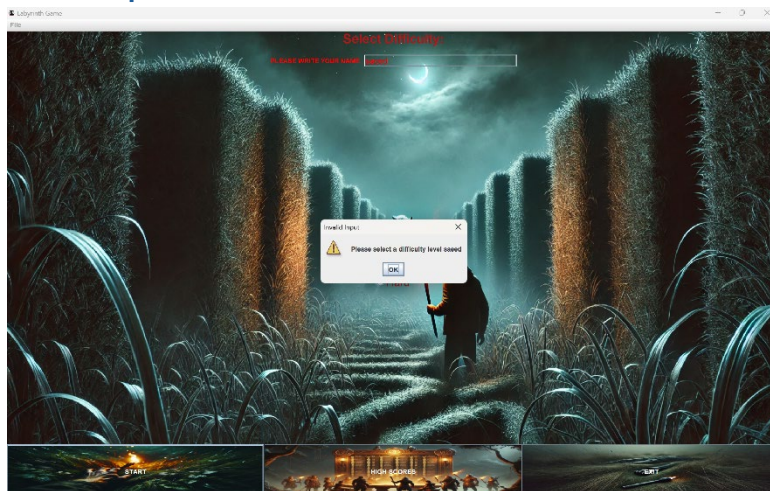 Labyrinth Game
File
Select Difficulty:
PLEASE WRITE YOUR NAME
Invalid Input
Please select a difficulty level saeed
OK
START
HIGH SCORES
EXIT